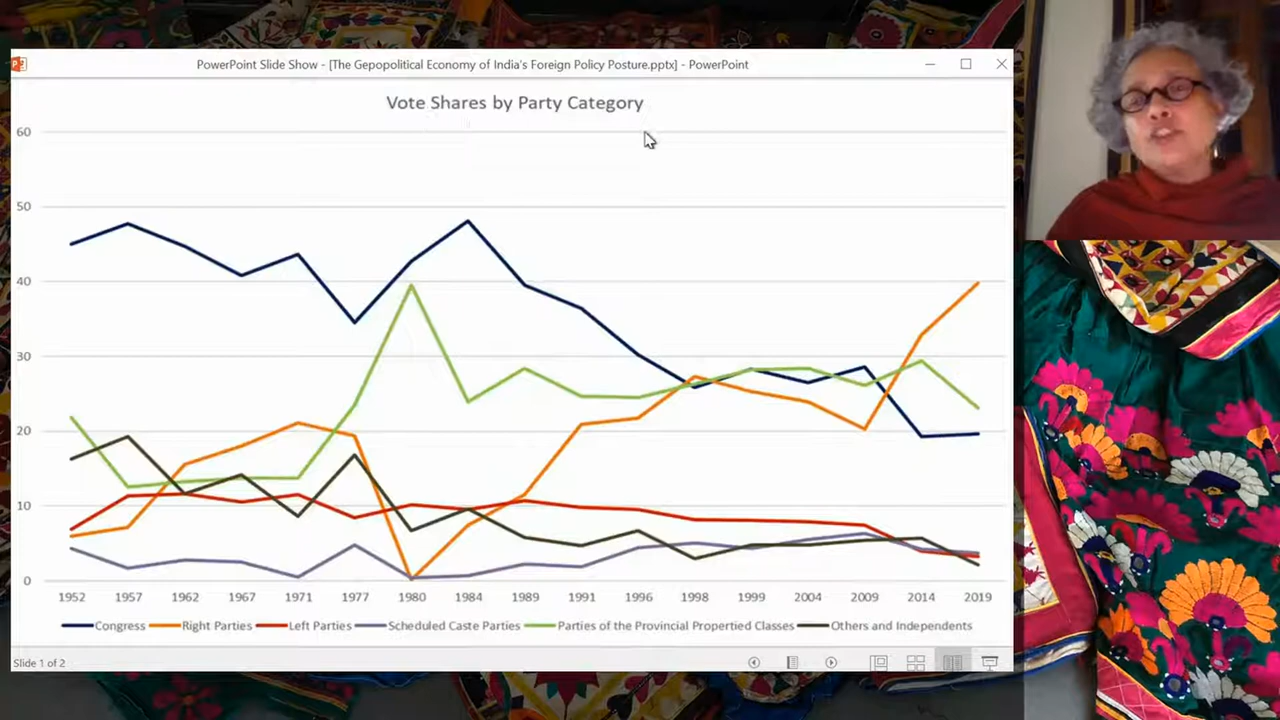 PowerPoint Slide Show - [The Gepopolitical Economy of India's Foreign Policy Posture.pptx] - PowerPoint
Vote Shares by Party Category
60
50
40
30
20
10
0
1952 1957 1962 1967 1971 1977 1980 1984 1989 1991 1996 1998 1999 2004 2009 2014 2019
Congress Right Parties Left Parties Scheduled Caste Parties Parties of the Provincial Propertied Classes Others and Independents
Slide 1 of 2